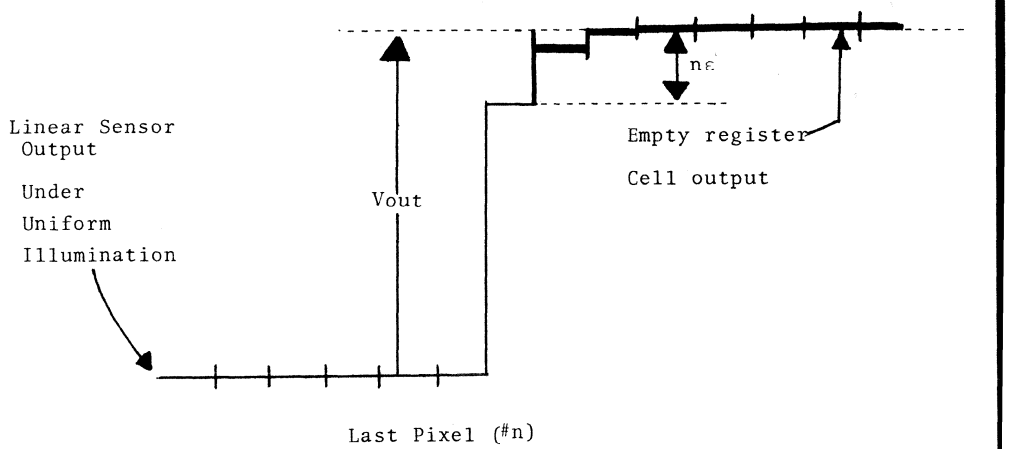 Linear Sensor
Output
Under
Uniform
Illumination
Vout
nε
Empty register
Cell output
Last Pixel (#n)